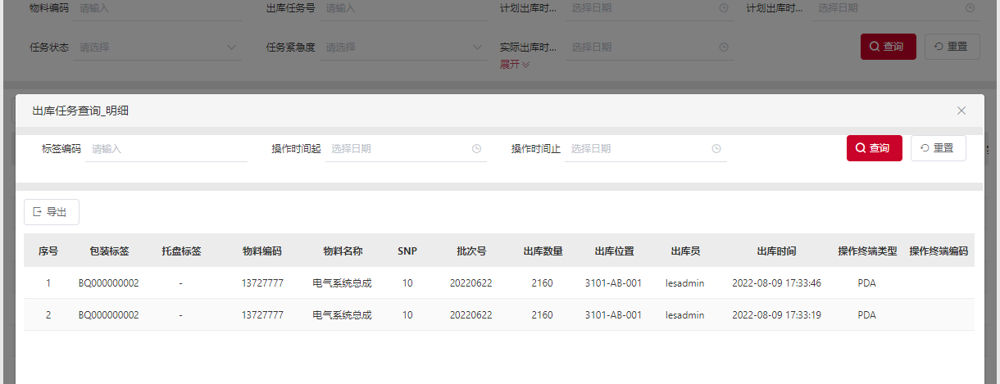 物料编码 请输入 出库任务号 请输入 计划出库时... 选择日期 计划出库时... 选择日期
任务状态 请选择 任务紧急度 请选择 实际出库时... 选择日期 查询 重置
展开
出库任务查询_明细
标签编码 请输入 操作时间起 选择日期 操作时间止 选择日期 查询 重置
导出
序号 包装标签 托盘标签 物料编码 物料名称 SNP 批次号 出库数量 出库位置 出库员 出库时间 操作终端类型 操作终端编码
1 BQ000000002 - 13727777 电气系统总成 10 20220622 2160 3101-AB-001 lesadmin 2022-08-09 17:33:46 PDA
2 BQ000000002 - 13727777 电气系统总成 10 20220622 2160 3101-AB-001 lesadmin 2022-08-09 17:33:19 PDA